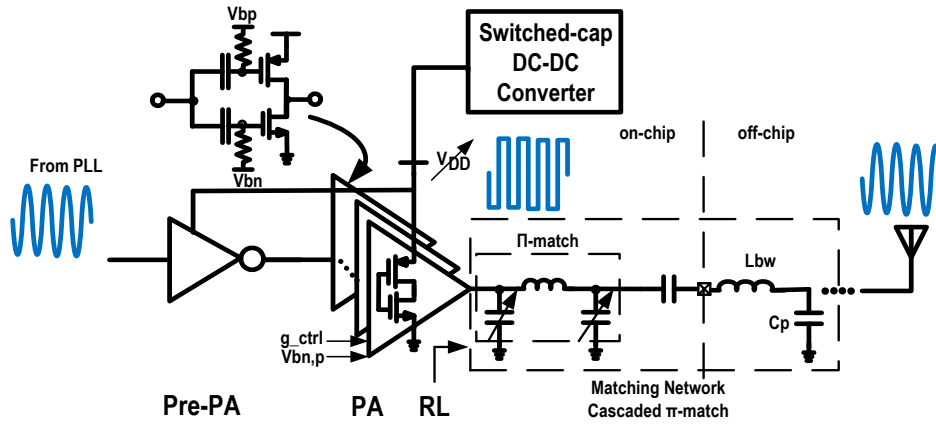 Vbp
Switched-cap
DC-DC
Converter
on-chip
off-chip
From PLL
Vbn
VDD
Π-match
Lbw
Cp
g_ctrl
Vbn,p
Pre-PA
PA
RL
Matching Network
Cascaded π-match